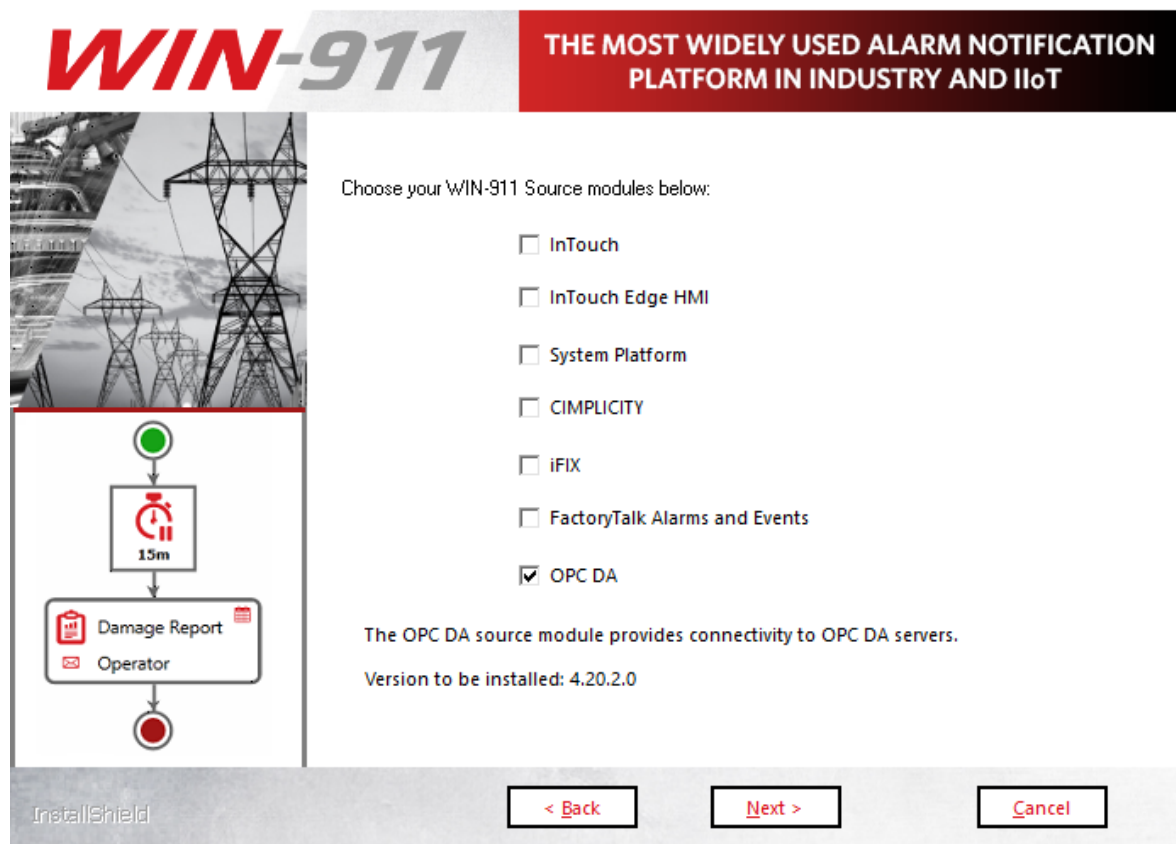 WIN-911
THE MOST WIDELY USED ALARM NOTIFICATION
PLATFORM IN INDUSTRY AND IIoT
Choose your WIN-911 Source modules below:
InTouch
InTouch Edge HMI
System Platform
CIMPLICITY
iFIX
FactoryTalk Alarms and Events
OPC DA
The OPC DA source module provides connectivity to OPC DA servers.
Version to be installed: 4.20.2.0
15m
Damage Report
Operator
InstallShield
< Back
Next >
Cancel